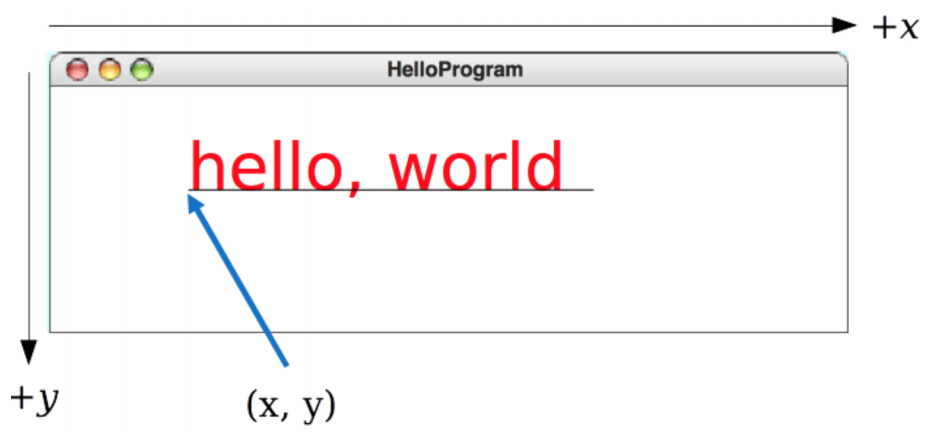 +x
HelloProgram
hello, world
+y
(x, y)